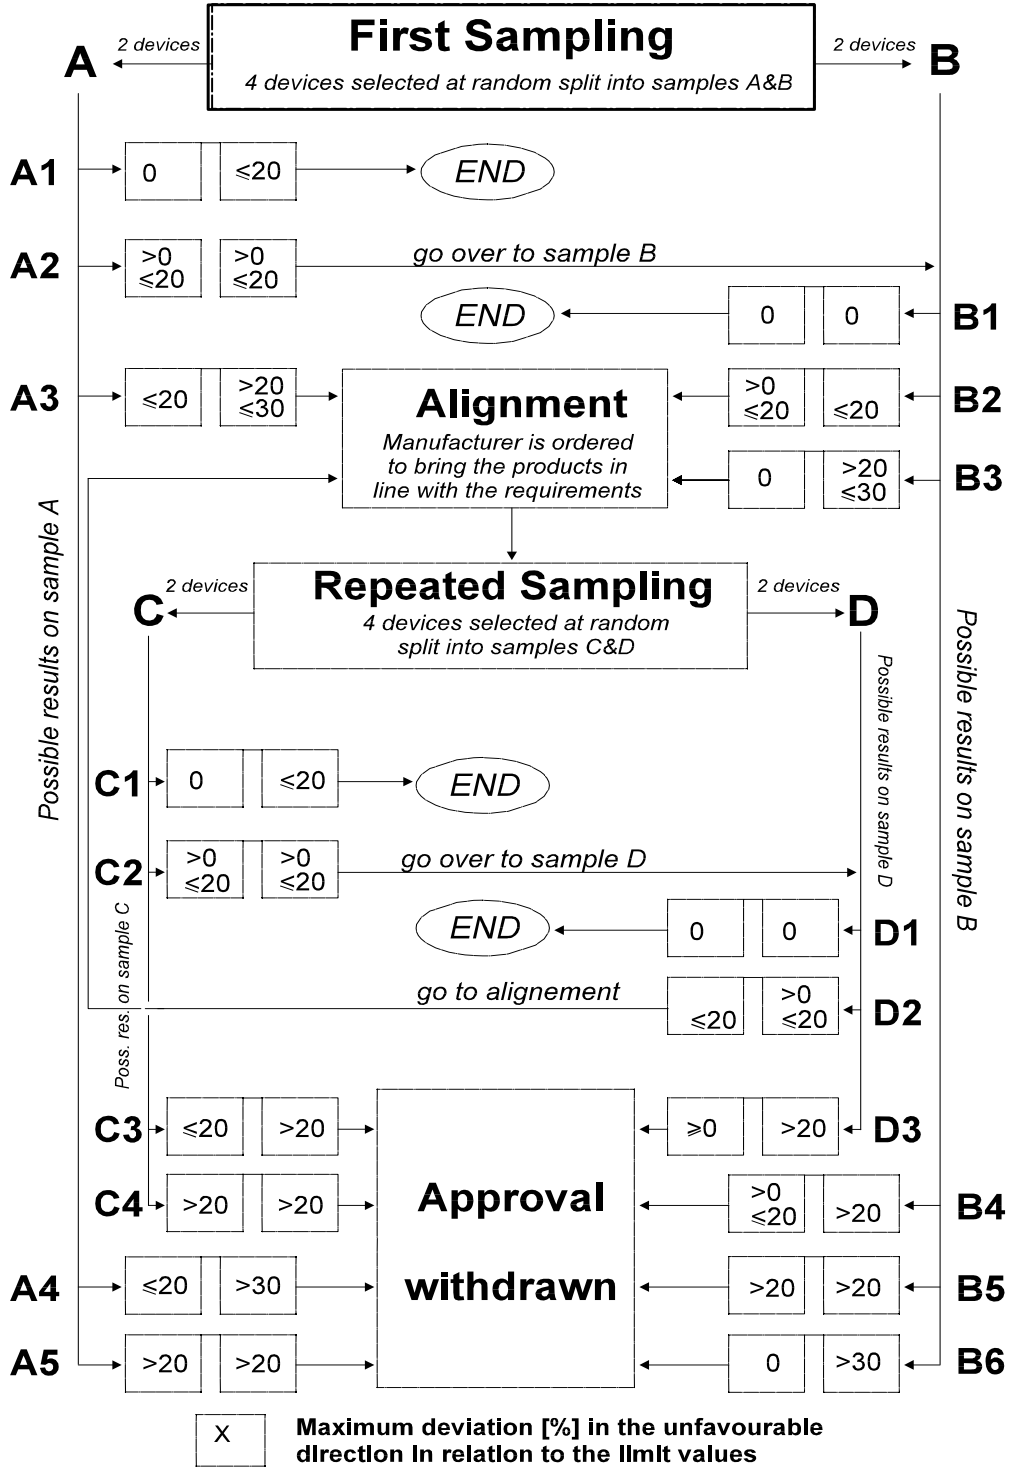 First Sampling
4 devices selected at random split into samples A&B
A
2 devices
2 devices
B
A1
0
≤20
END
A2
>0
≤20
>0
≤20
go over to sample B
END
0
0
B1
A3
≤20
>20
≤30
Alignment
Manufacturer is ordered
to bring the products in
line with the requirements
>0
≤20
≤20
B2
0
>20
≤30
B3
Possible results on sample A
Possible results on sample B
C
2 devices
Repeated Sampling
4 devices selected at random
split into samples C&D
2 devices
D
Possible results on sample D
C1
0
≤20
END
C2
>0
≤20
>0
≤20
go over to sample D
Poss. res. on sample C
END
0
0
D1
go to alignement
≤20
>0
≤20
D2
C3
≤20
>20
≥0
>20
D3
C4
>20
>20
Approval
withdrawn
>0
≤20
>20
B4
A4
≤20
>30
>20
>20
B5
A5
>20
>20
0
>30
B6
X
Maximum deviation [%] in the unfavourable
dIrection In relation to the lImIt values